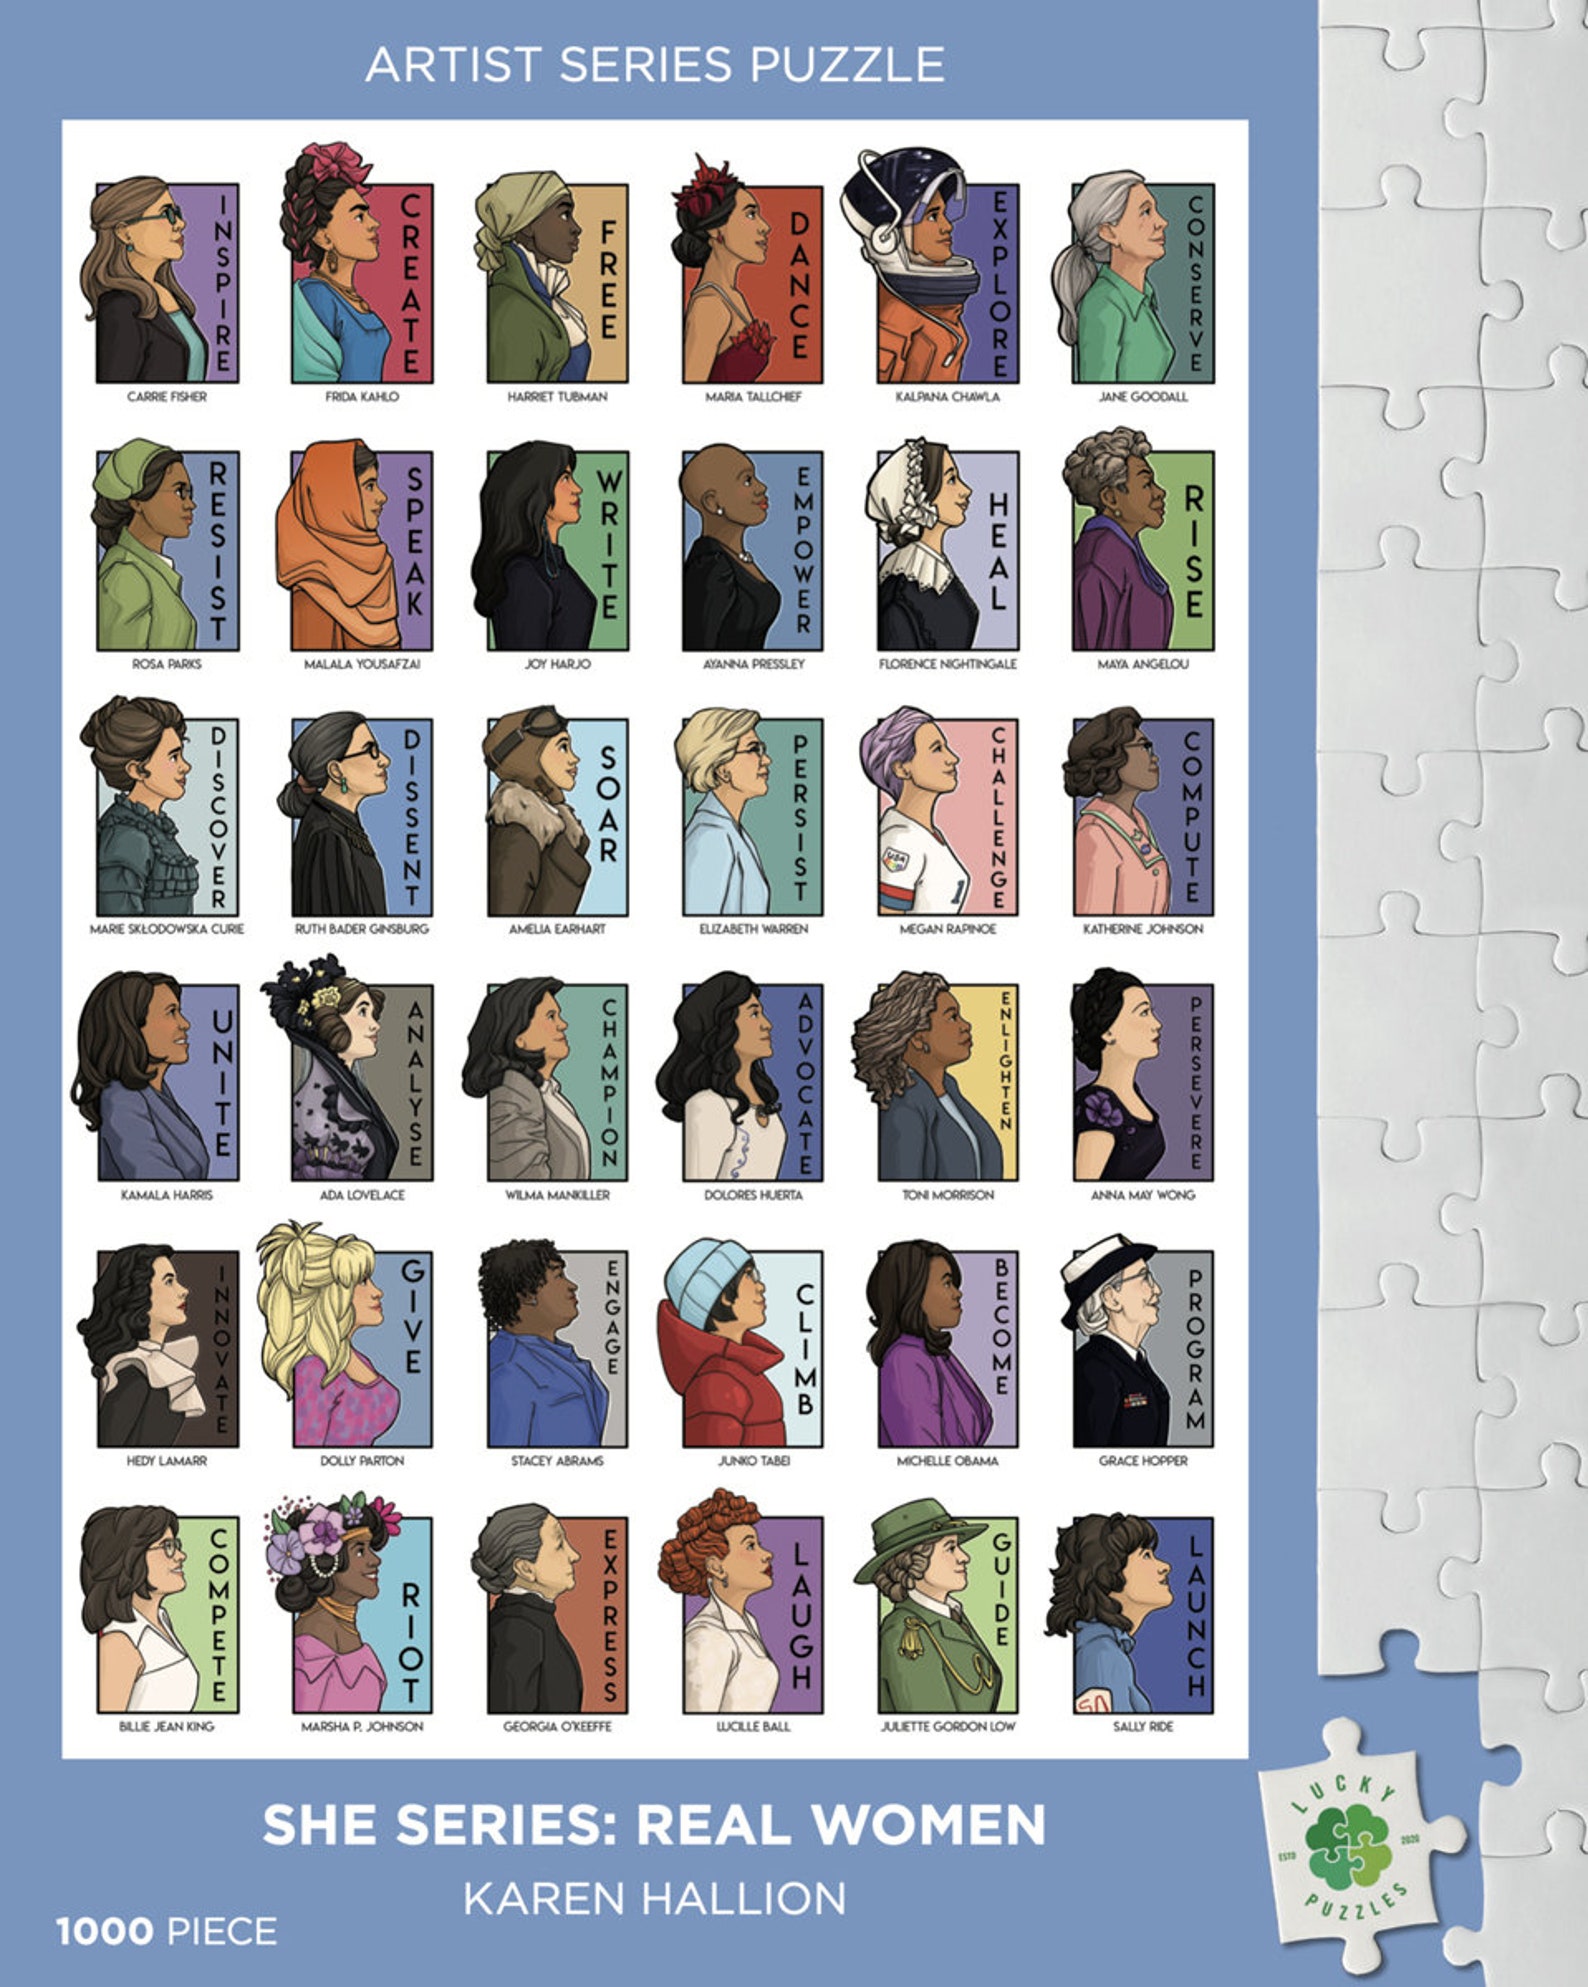 ARTIST SERIES PUZZLE
INSPIRE
CREATE
FREE
DANCE
EXPLORE
CONSERVE
CARRIE FISHER
FRIDA KAHLO
HARRIET TUBMAN
MARIA TALLCHIEF
KALPANA CHAWLA
JANE GOODALL
RESIST
SPEAK
WRITE
EMPOWER
HEAL
RISE
ROSA PARKS
MALALA YOUSAFZAI
JOY HARJO
AYANNA PRESSLEY
FLORENCE NIGHTINGALE
MAYA ANGELOU
DISCOVER
DISSENT
SOAR
PERSIST
CHALLENGE
USA
1
COMPUTE
MARIE SKŁODOWSKA CURIE
RUTH BADER GINSBURG
AMELIA EARHART
ELIZABETH WARREN
MEGAN RAPINOE
KATHERINE JOHNSON
UNITE
ANALYSE
CHAMPION
ADVOCATE
ENLIGHTEN
PERSEVERE
KAMALA HARRIS
ADA LOVELACE
WILMA MANKILLER
DOLORES HUERTA
TONI MORRISON
ANNA MAY WONG
INNOVATE
GIVE
ENGAGE
CLIMB
BECOME
PROGRAM
HEDY LAMARR
DOLLY PARTON
STACEY ABRAMS
JUNKO TABEI
MICHELLE OBAMA
GRACE HOPPER
COMPETE
RIOT
EXPRESS
LAUGH
GUIDE
LAUNCH
BILLIE JEAN KING
MARSHA P. JOHNSON
GEORGIA O'KEEFFE
LUCILLE BALL
JULIETTE GORDON LOW
SALLY RIDE
SHE SERIES: REAL WOMEN
KAREN HALLION
1000 PIECE
LUCKY
ESTD 2020
PUZZLES